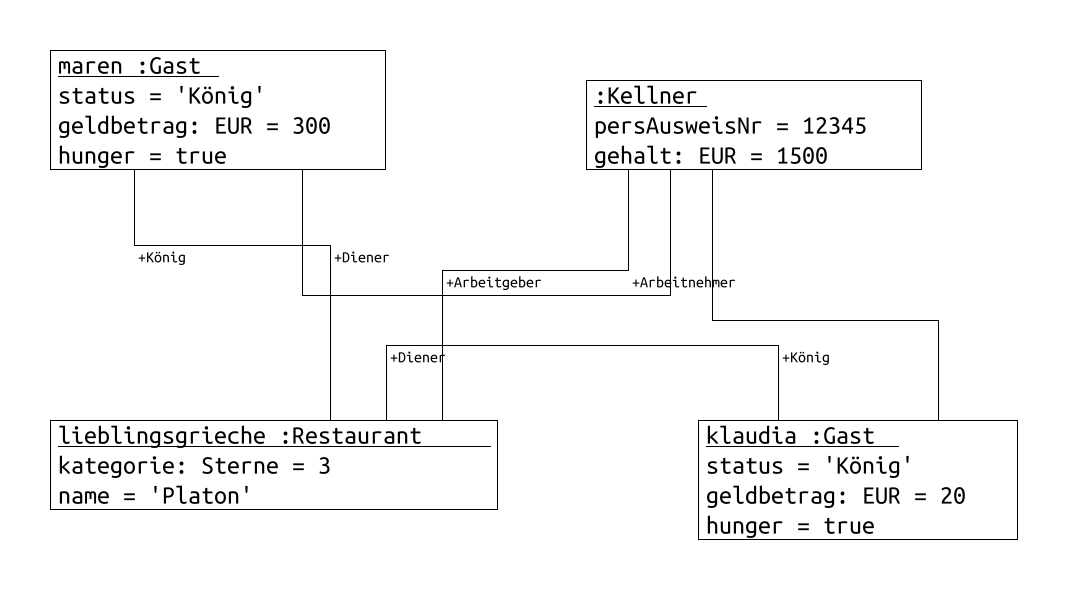 maren :Gast
status = 'König'
geldbetrag: EUR = 300
hunger = true
:Kellner
persAusweisNr = 12345
gehalt: EUR = 1500
+König
+Diener
+Arbeitgeber
+Arbeitnehmer
+Diener
+König
lieblingsgrieche :Restaurant
kategorie: Sterne = 3
name = 'Platon'
klaudia :Gast
status = 'König'
geldbetrag: EUR = 20
hunger = true